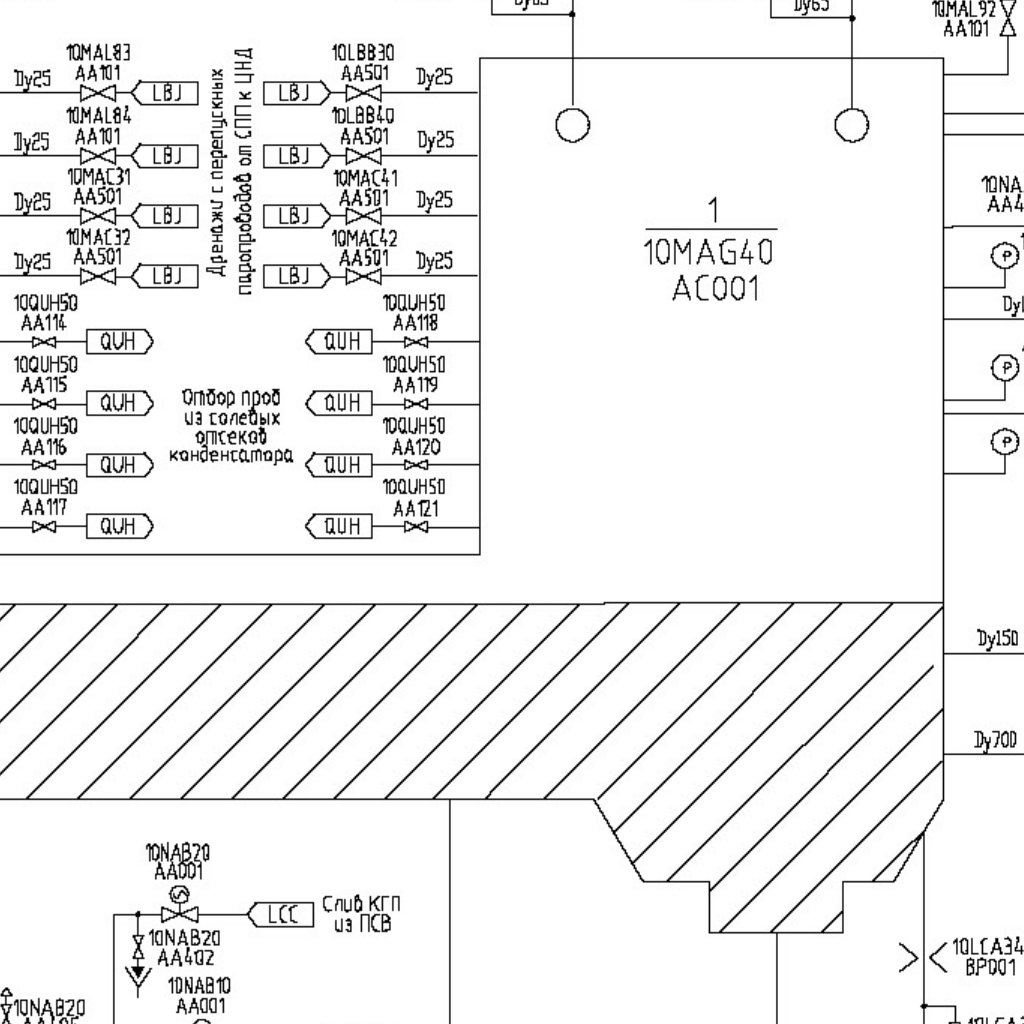 Dy65
10MAL92
AA101
10MAL83
AA101
Dy25
LBJ
10MAL84
AA101
Dy25
LBJ
10MAC31
AA501
Dy25
LBJ
10MAC32
AA501
Dy25
LBJ
Дренажи с перепускных
паропроводов от СПП к ЦНД
10LBB30
AA501
LBJ
Dy25
10LBB40
AA501
LBJ
Dy25
10MAC41
AA501
LBJ
Dy25
10MAC42
AA501
LBJ
Dy25
10QUH50
AA114
QUH
10QUH50
AA115
QUH
10QUH50
AA116
QUH
10QUH50
AA117
QUH
Отбор проб
из солевых
отсеков
конденсатора
10QUH50
AA118
QUH
10QUH50
AA119
QUH
10QUH50
AA120
QUH
10QUH50
AA121
QUH
1
10MAG40
AC001
10NA
AA4
P
Dy
P
P
Dy150
Dy700
10NAB20
AA001
LCC
Слив КГП
из ПСВ
10NAB20
AA402
10NAB10
AA001
10NAB20
10LCA34
BP001